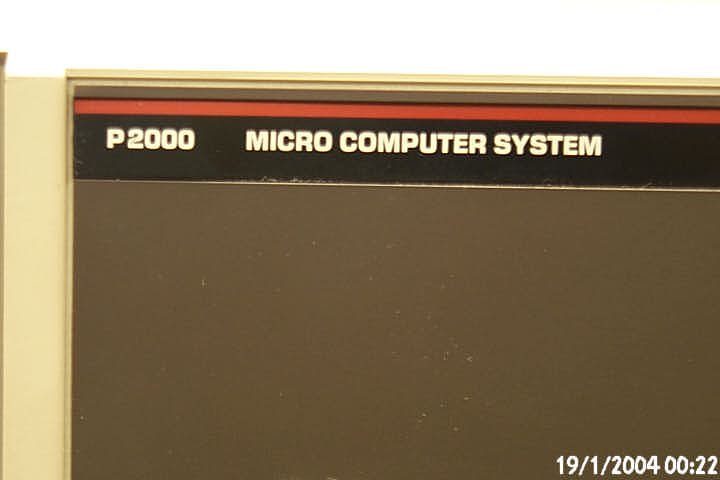 P2000 MICRO COMPUTER SYSTEM
19/1/2004 00:22